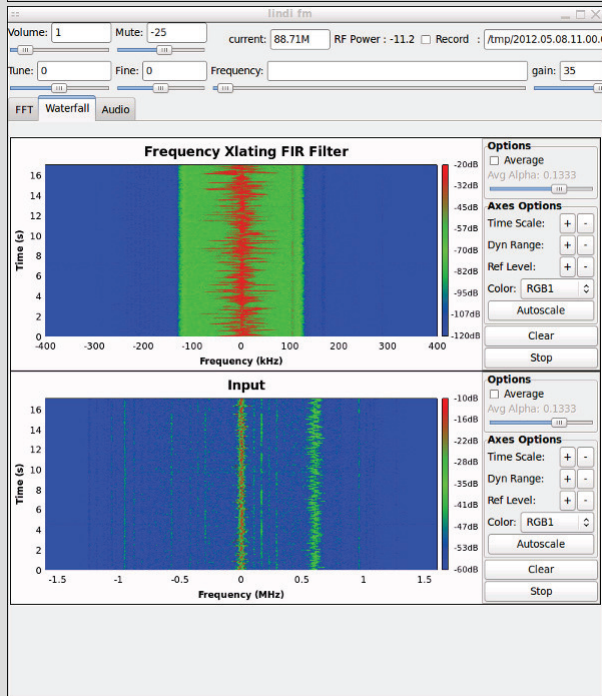 lindi fm
Volume: 1 Mute: -25 current: 88.71M RF Power : -11.2 Record : /tmp/2012.05.08.11.00.
Tune: 0 Fine: 0 Frequency: gain: 35
FFT Waterfall Audio
Frequency Xlating FIR Filter
Time (s)
16
14
12
10
8
6
4
2
0
-400 -300 -200 -100 0 100 200 300 400
Frequency (kHz)
-20dB
-32dB
-45dB
-57dB
-70dB
-82dB
-95dB
-107dB
-120dB
Options
Average
Avg Alpha: 0.1333
Axes Options
Time Scale: + -
Dyn Range: + -
Ref Level: + -
Color: RGB1
Autoscale
Clear
Stop
Input
Time (s)
16
14
12
10
8
6
4
2
0
-1.5 -1 -0.5 0 0.5 1 1.5
Frequency (MHz)
-10dB
-16dB
-22dB
-28dB
-35dB
-41dB
-47dB
-53dB
-60dB
Options
Average
Avg Alpha: 0.1333
Axes Options
Time Scale: + -
Dyn Range: + -
Ref Level: + -
Color: RGB1
Autoscale
Clear
Stop